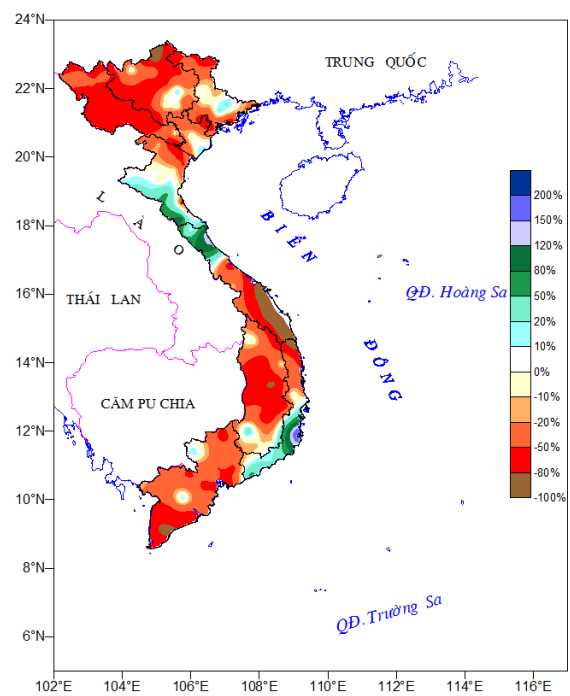 24°N
22°N
20°N
18°N
16°N
14°N
12°N
10°N
8°N
6°N
102°E 104°E 106°E 108°E 110°E 112°E 114°E 116°E
TRUNG QUỐC
LÀO
BIỂN
ĐÔNG
THÁI LAN
QĐ. Hoàng Sa
CĂM PU CHIA
QĐ. Trường Sa
200%
150%
120%
80%
50%
20%
10%
0%
-10%
-20%
-50%
-80%
-100%